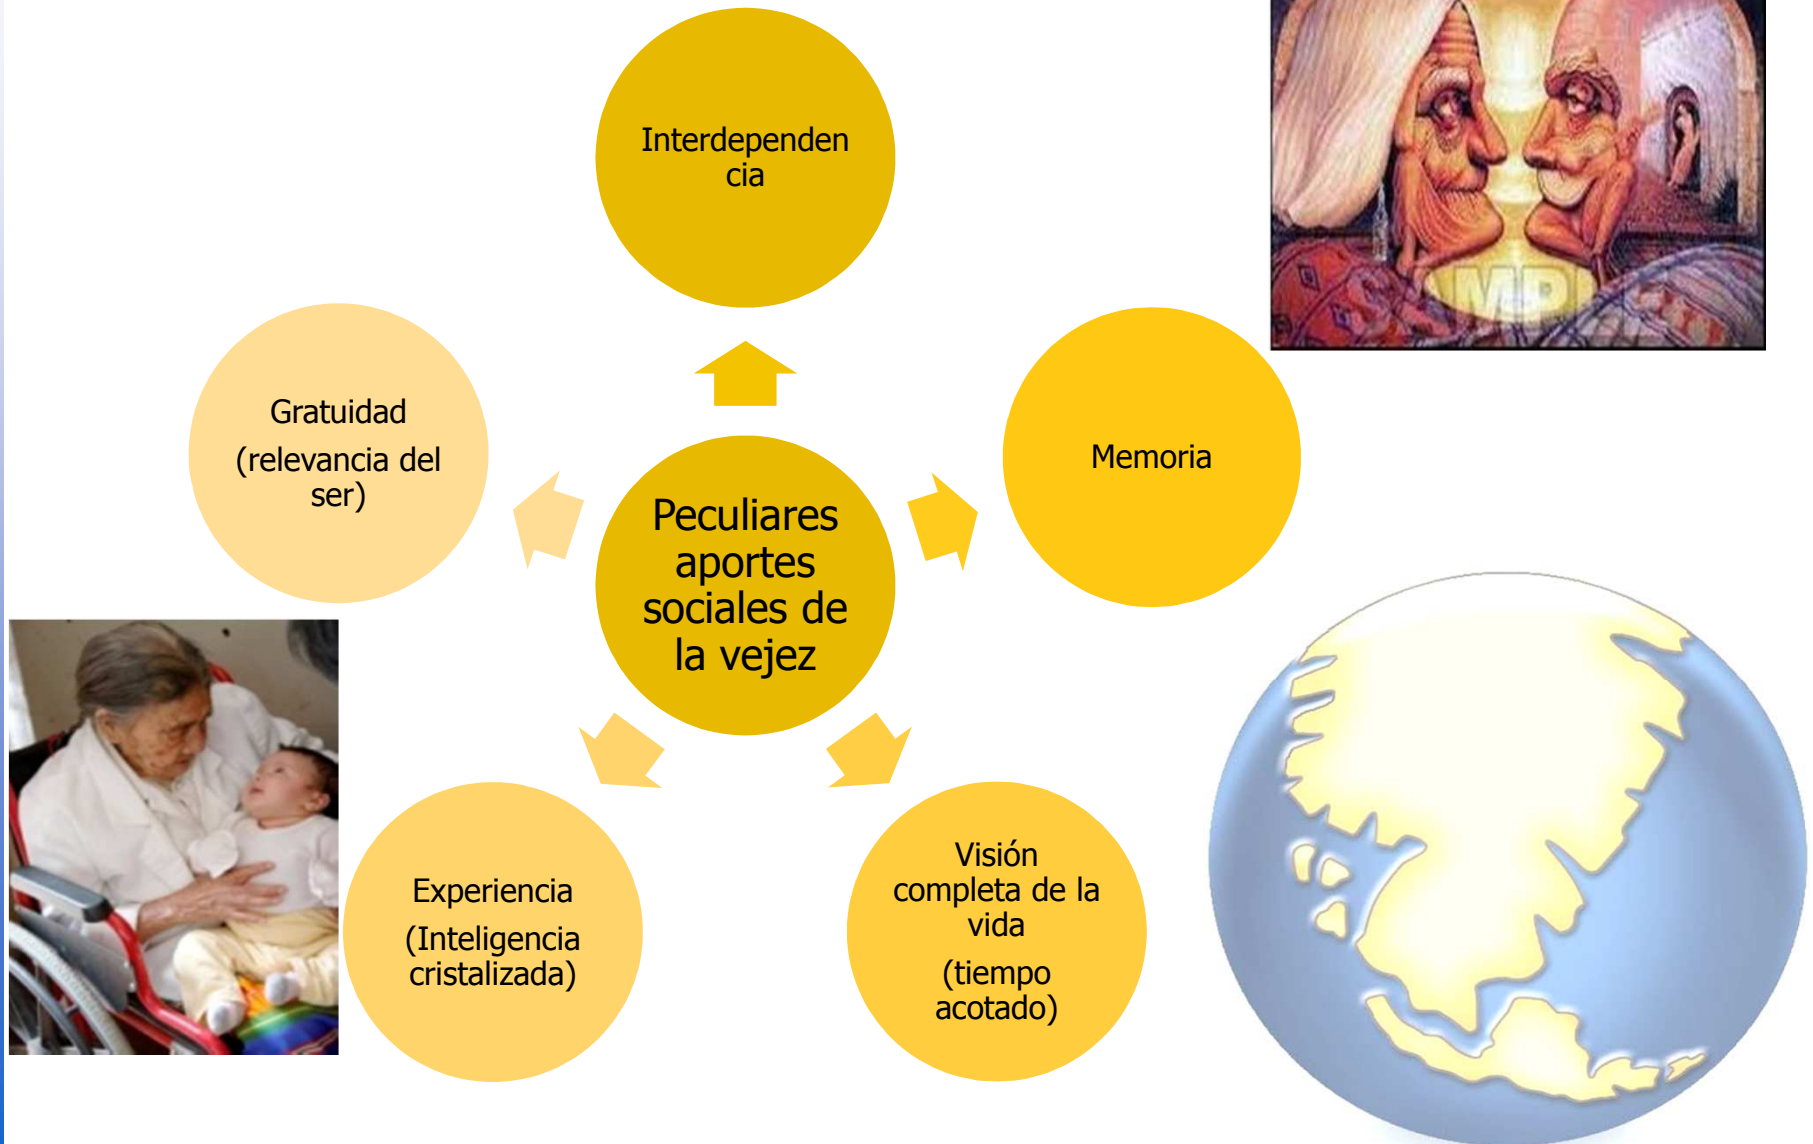 Interdependen
cia
Gratuidad
(relevancia del
ser)
Memoria
Peculiares
aportes
sociales de
la vejez
Experiencia
(Inteligencia
cristalizada)
Visión
completa de la
vida
(tiempo
acotado)